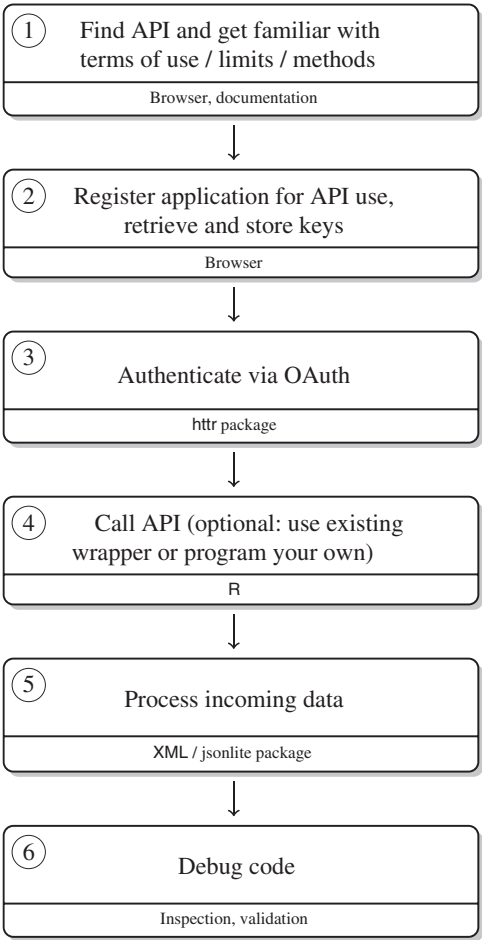 1 Find API and get familiar with
terms of use / limits / methods
Browser, documentation
2 Register application for API use,
retrieve and store keys
Browser
3
Authenticate via OAuth
httr package
4 Call API (optional: use existing
wrapper or program your own)
R
5
Process incoming data
XML / jsonlite package
6
Debug code
Inspection, validation